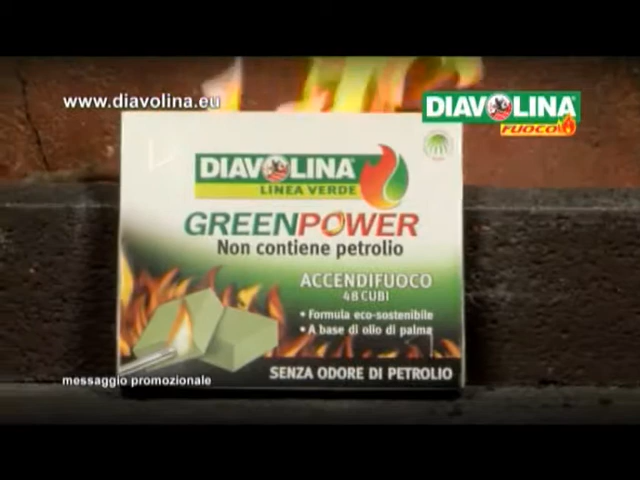 www.diavolina.eu
DIAVOLINA
FUOCO
DIAVOLINA
LINEA VERDE
GREENPOWER
Non contiene petrolio
ACCENDIFUOCO
48 CUBI
• Formula eco-sostenibile
• A base di olio di palma
SENZA ODORE DI PETROLIO
messaggio promozionale